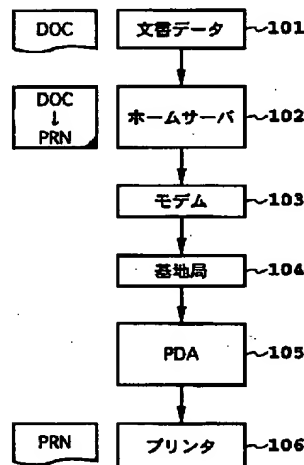 DOC 文書データ 101
DOC
↓
PRN
ホームサーバ 102
モデム 103
基地局 104
PDA 105
PRN プリンタ 106